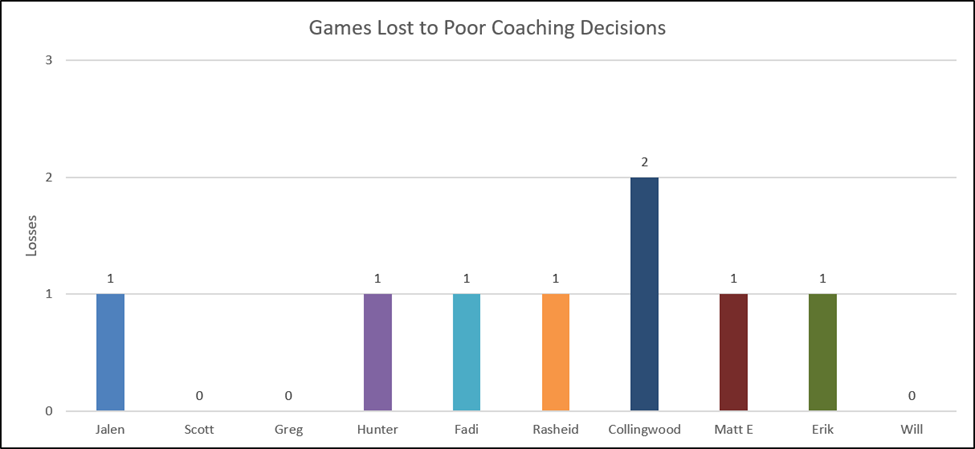 Games Lost to Poor Coaching Decisions
3
2
1
0
Losses
1
0
0
1
1
1
2
1
1
0
Jalen
Scott
Greg
Hunter
Fadi
Rasheid
Collingwood
Matt E
Erik
Will